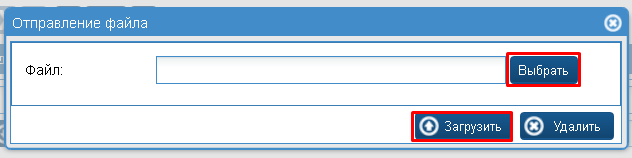 Отправление файла
Файл: Выбрать
Загрузить Удалить